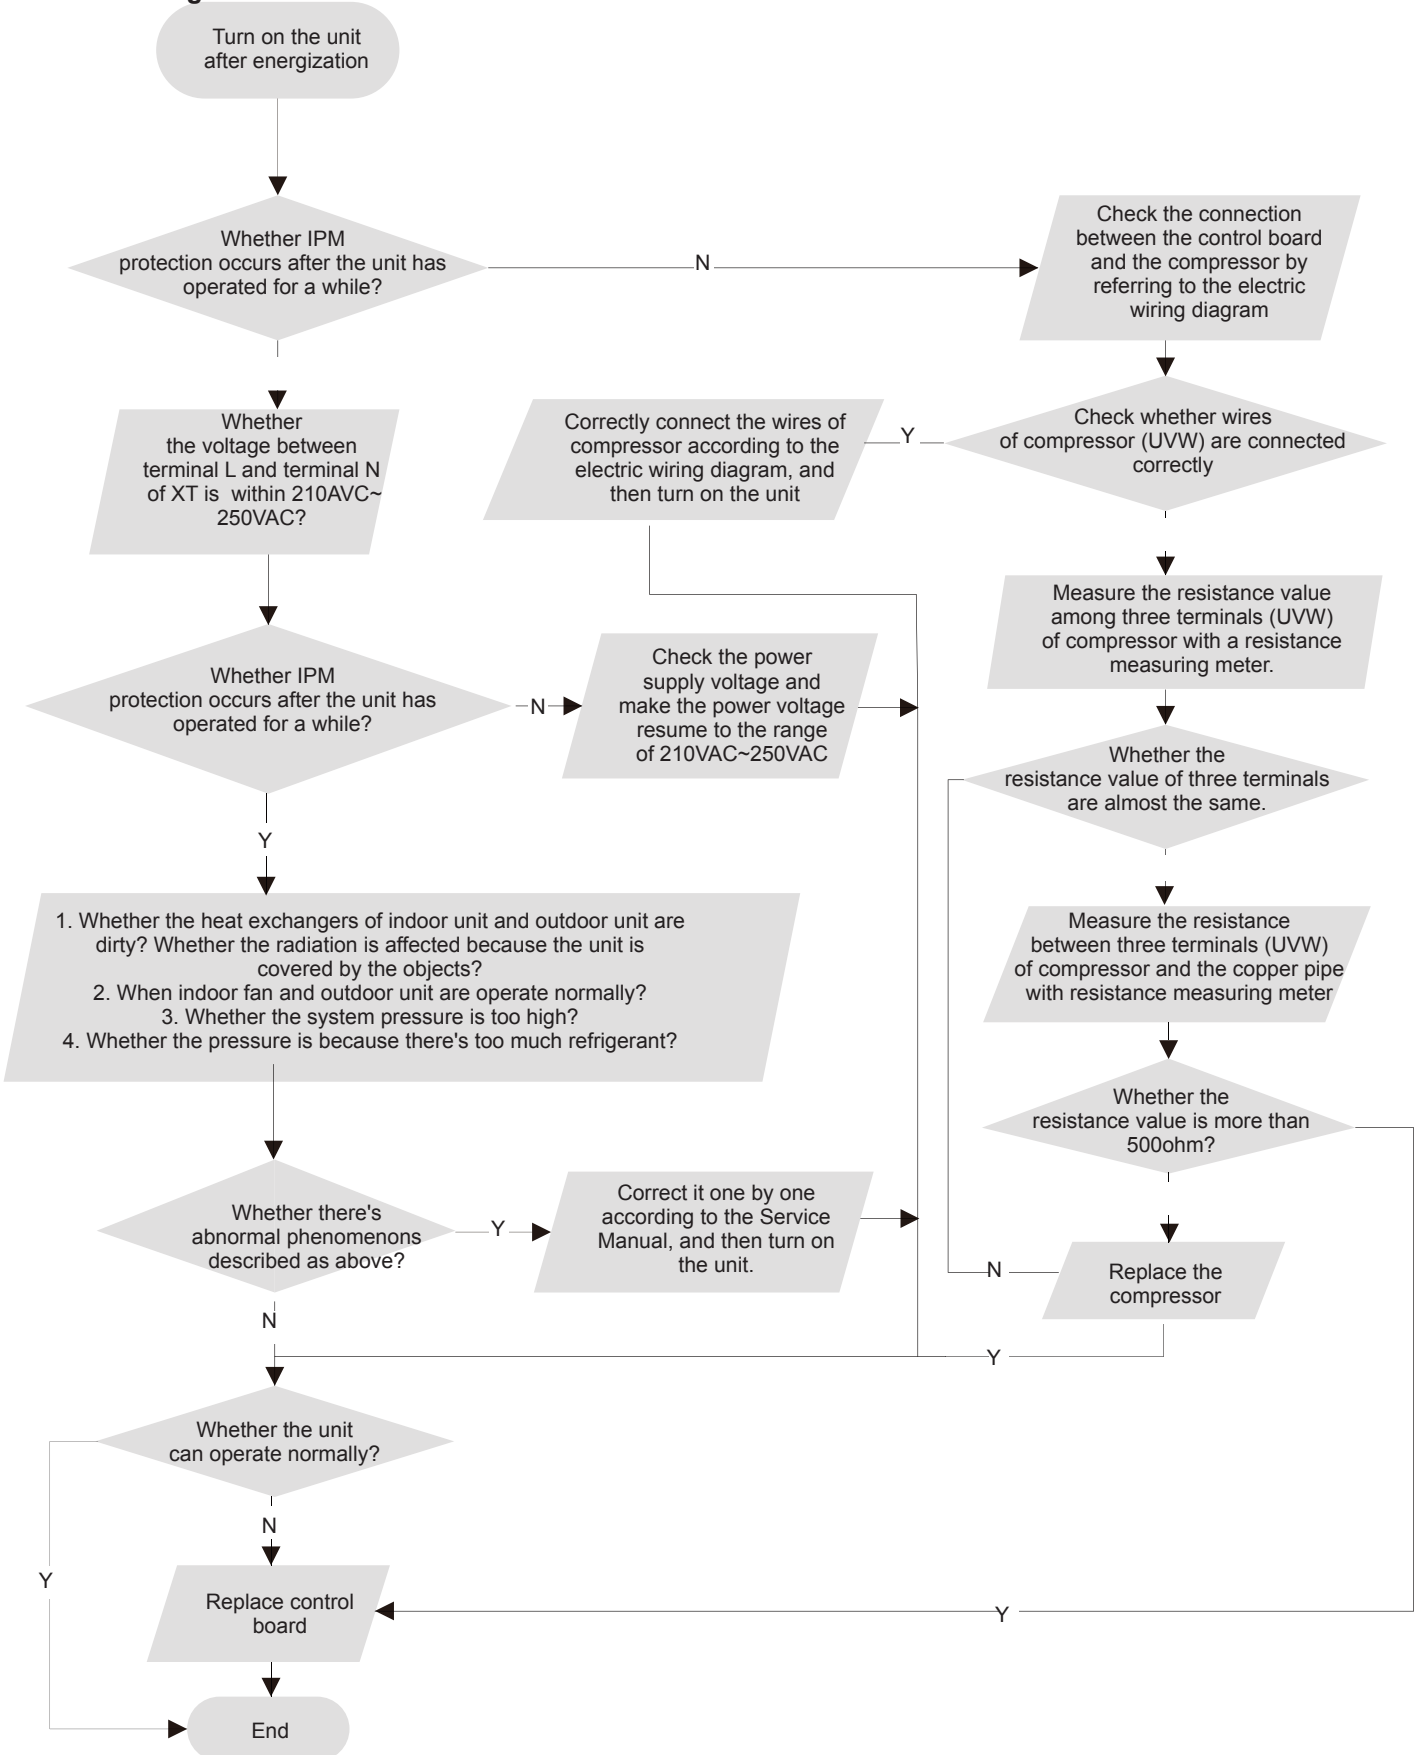 Turn on the unit
after energization
Whether IPM
protection occurs after the unit has
operated for a while?
N
Check the connection
between the control board
and the compressor by
referring to the electric
wiring diagram
Whether
the voltage between
terminal L and terminal N
of XT is within 210AVC~
250VAC?
Correctly connect the wires of
compressor according to the
electric wiring diagram, and
then turn on the unit
Y
Check whether wires
of compressor (UVW) are connected
correctly
Measure the resistance value
among three terminals (UVW)
of compressor with a resistance
measuring meter.
Whether IPM
protection occurs after the unit has
operated for a while?
N
Check the power
supply voltage and
make the power voltage
resume to the range
of 210VAC~250VAC
Whether the
resistance value of three terminals
are almost the same.
Y
1. Whether the heat exchangers of indoor unit and outdoor unit are
dirty? Whether the radiation is affected because the unit is
covered by the objects?
2. When indoor fan and outdoor unit are operate normally?
3. Whether the system pressure is too high?
4. Whether the pressure is because there's too much refrigerant?
Measure the resistance
between three terminals (UVW)
of compressor and the copper pipe
with resistance measuring meter
Whether the
resistance value is more than
500ohm?
Whether there's
abnormal phenomenons
described as above?
Y
Correct it one by one
according to the Service
Manual, and then turn on
the unit.
N
Replace the
compressor
N
Y
Whether the unit
can operate normally?
N
Y
Replace control
board
Y
End